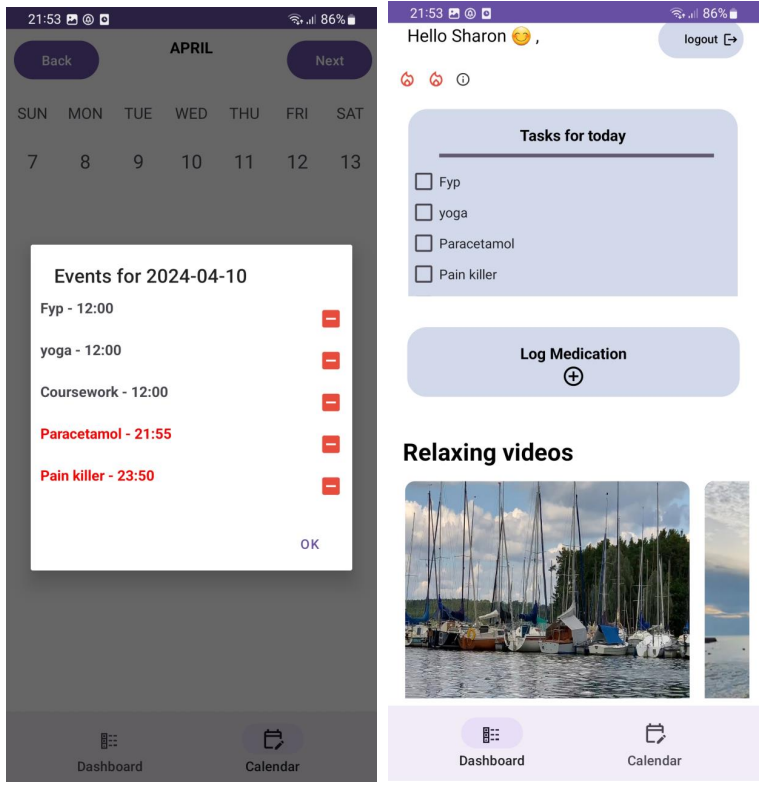 21:53 86%
Back APRIL Next
SUN MON TUE WED THU FRI SAT
7 8 9 10 11 12 13
Events for 2024-04-10
Fyp - 12:00
yoga - 12:00
Coursework - 12:00
Paracetamol - 21:55
Pain killer - 23:50
OK
Dashboard Calendar
21:53 86%
Hello Sharon 😊 ,
logout
Tasks for today
Fyp
yoga
Paracetamol
Pain killer
Log Medication
Relaxing videos
Dashboard Calendar